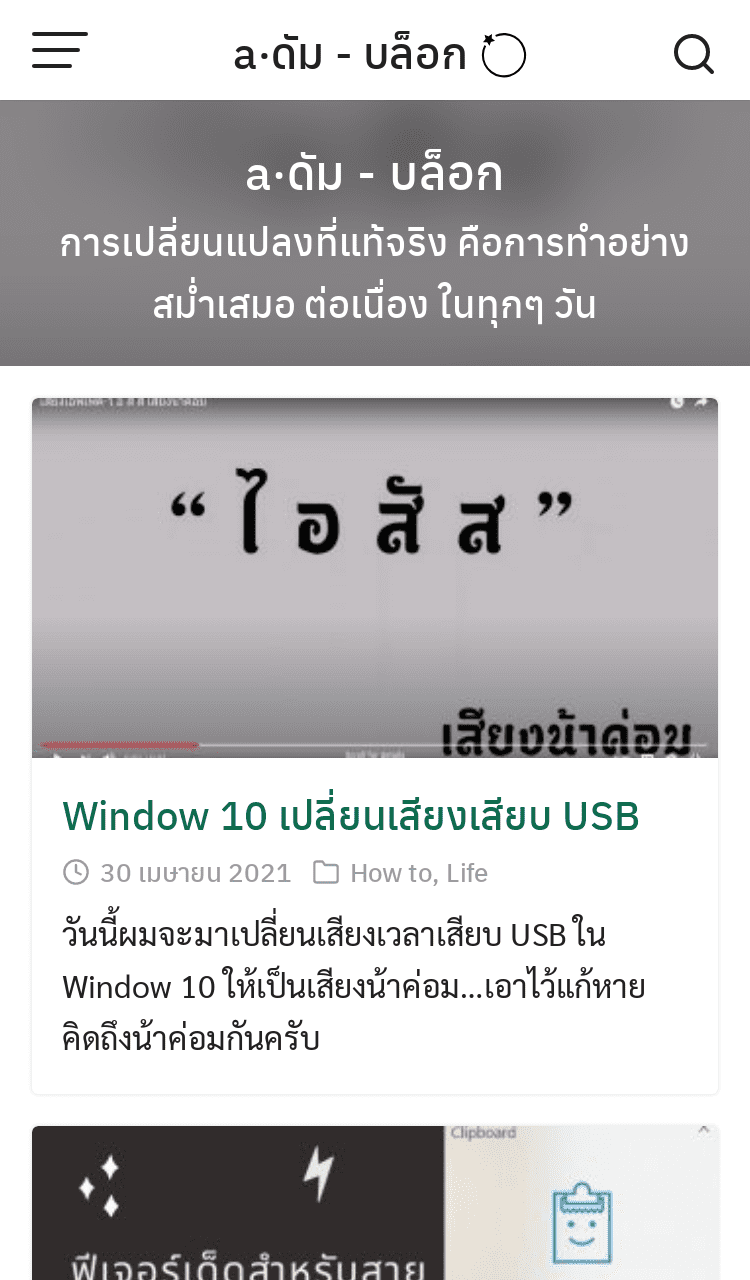 a·ดัม - บล็อก
a·ดัม - บล็อก
การเปลี่ยนแปลงที่แท้จริง คือการทำอย่าง
สม่ำเสมอ ต่อเนื่อง ในทุกๆ วัน
“ ไ อ สั ส ”
เสียงน้าค่อม
Window 10 เปลี่ยนเสียงเสียบ USB
30 เมษายน 2021 How to, Life
วันนี้ผมจะมาเปลี่ยนเสียงเวลาเสียบ USB ใน
Window 10 ให้เป็นเสียงน้าค่อม...เอาไว้แก้หาย
คิดถึงน้าค่อมกันครับ
Clipboard
ฟีเจอร์เด็ดสำหรับสาย